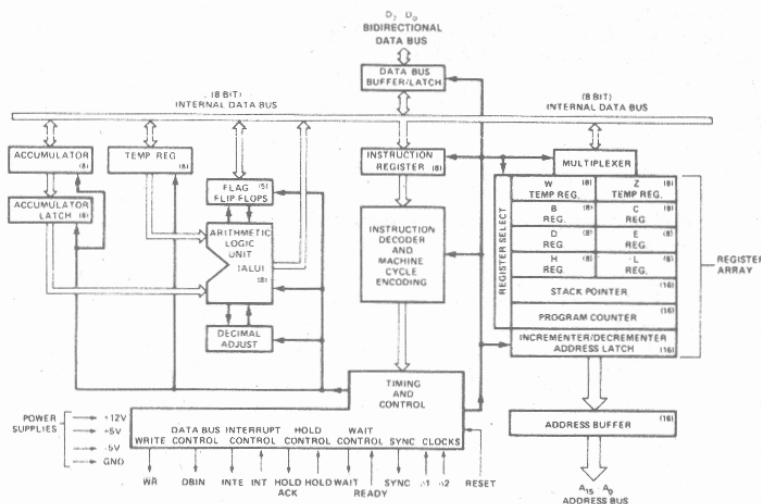 D7 D0
BIDIRECTIONAL
DATA BUS
DATA BUS
BUFFER/LATCH
(8 BIT)
INTERNAL DATA BUS
(8 BIT)
INTERNAL DATA BUS
ACCUMULATOR
(8)
TEMP REG
(8)
INSTRUCTION
REGISTER (8)
MULTIPLEXER
FLAG (5)
FLIP-FLOPS
ACCUMULATOR
LATCH (8)
ARITHMETIC
LOGIC
UNIT
(ALU)
(8)
DECIMAL
ADJUST
INSTRUCTION
DECODER
AND
MACHINE
CYCLE
ENCODING
REGISTER SELECT
W (8)
TEMP REG.
Z (8)
TEMP REG.
B (8)
REG.
C (8)
REG
D (8)
REG.
E (8)
REG.
H (8)
REG
L (8)
REG.
STACK POINTER (16)
PROGRAM COUNTER (16)
INCREMENTER/DECREMENTER
ADDRESS LATCH (16)
REGISTER
ARRAY
TIMING
AND
CONTROL
ADDRESS BUFFER (16)
POWER
SUPPLIES
+12V
+5V
-5V
GND
WRITE
DATA BUS
CONTROL
INTERRUPT
CONTROL
HOLD
CONTROL
WAIT
CONTROL
SYNC
CLOCKS
WR
DBIN
INTE
INT
HOLD
ACK
HOLD
WAIT
READY
SYNC
ϕ1
ϕ2
RESET
A15 A0
ADDRESS BUS